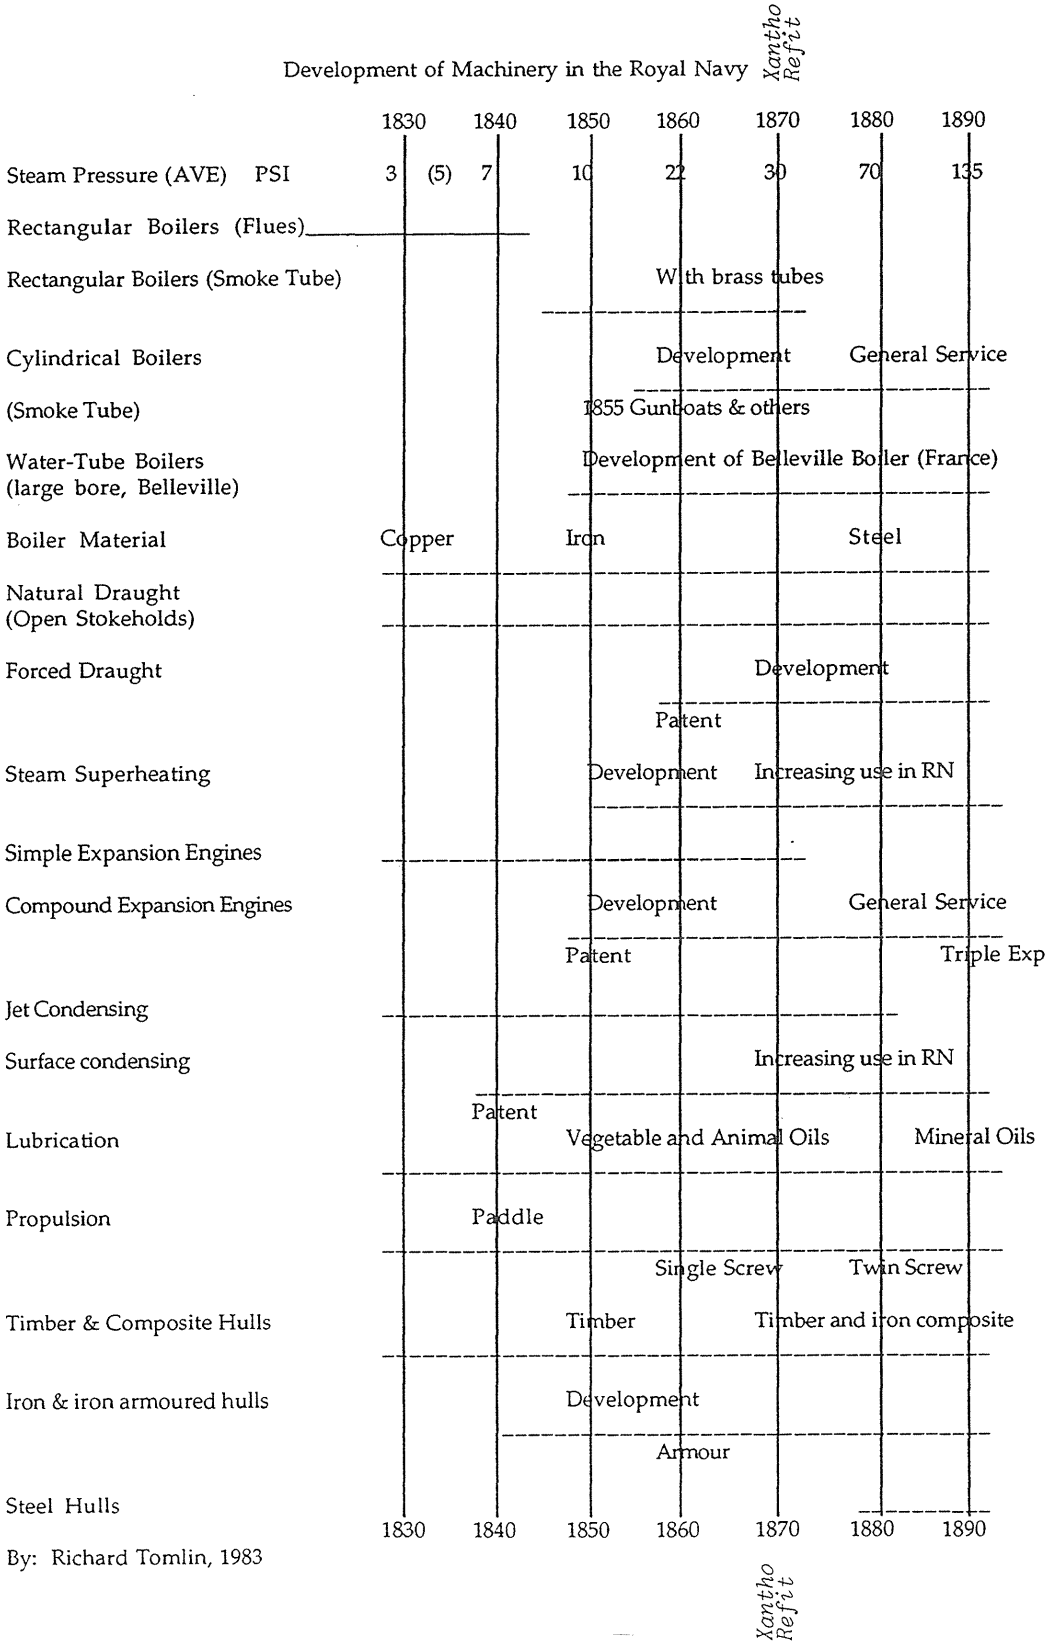 Xantho
Refit
Development of Machinery in the Royal Navy
1830 1840 1850 1860 1870 1880 1890
Steam Pressure (AVE) PSI 3 (5) 7 10 22 30 70 135
Rectangular Boilers (Flues)
Rectangular Boilers (Smoke Tube) With brass tubes
Cylindrical Boilers Development General Service
(Smoke Tube) 1855 Gunboats & others
Water-Tube Boilers Development of Belleville Boiler (France)
(large bore, Belleville)
Boiler Material Copper Iron Steel
Natural Draught
(Open Stokeholds)
Forced Draught Development
Patent
Steam Superheating Development Increasing use in RN
Simple Expansion Engines
Compound Expansion Engines Development General Service
Patent Triple Exp
Jet Condensing
Surface condensing Increasing use in RN
Patent
Lubrication Vegetable and Animal Oils Mineral Oils
Propulsion Paddle
Single Screw Twin Screw
Timber & Composite Hulls Timber Timber and iron composite
Iron & iron armoured hulls Development
Armour
Steel Hulls
1830 1840 1850 1860 1870 1880 1890
By: Richard Tomlin, 1983
Xantho
Refit